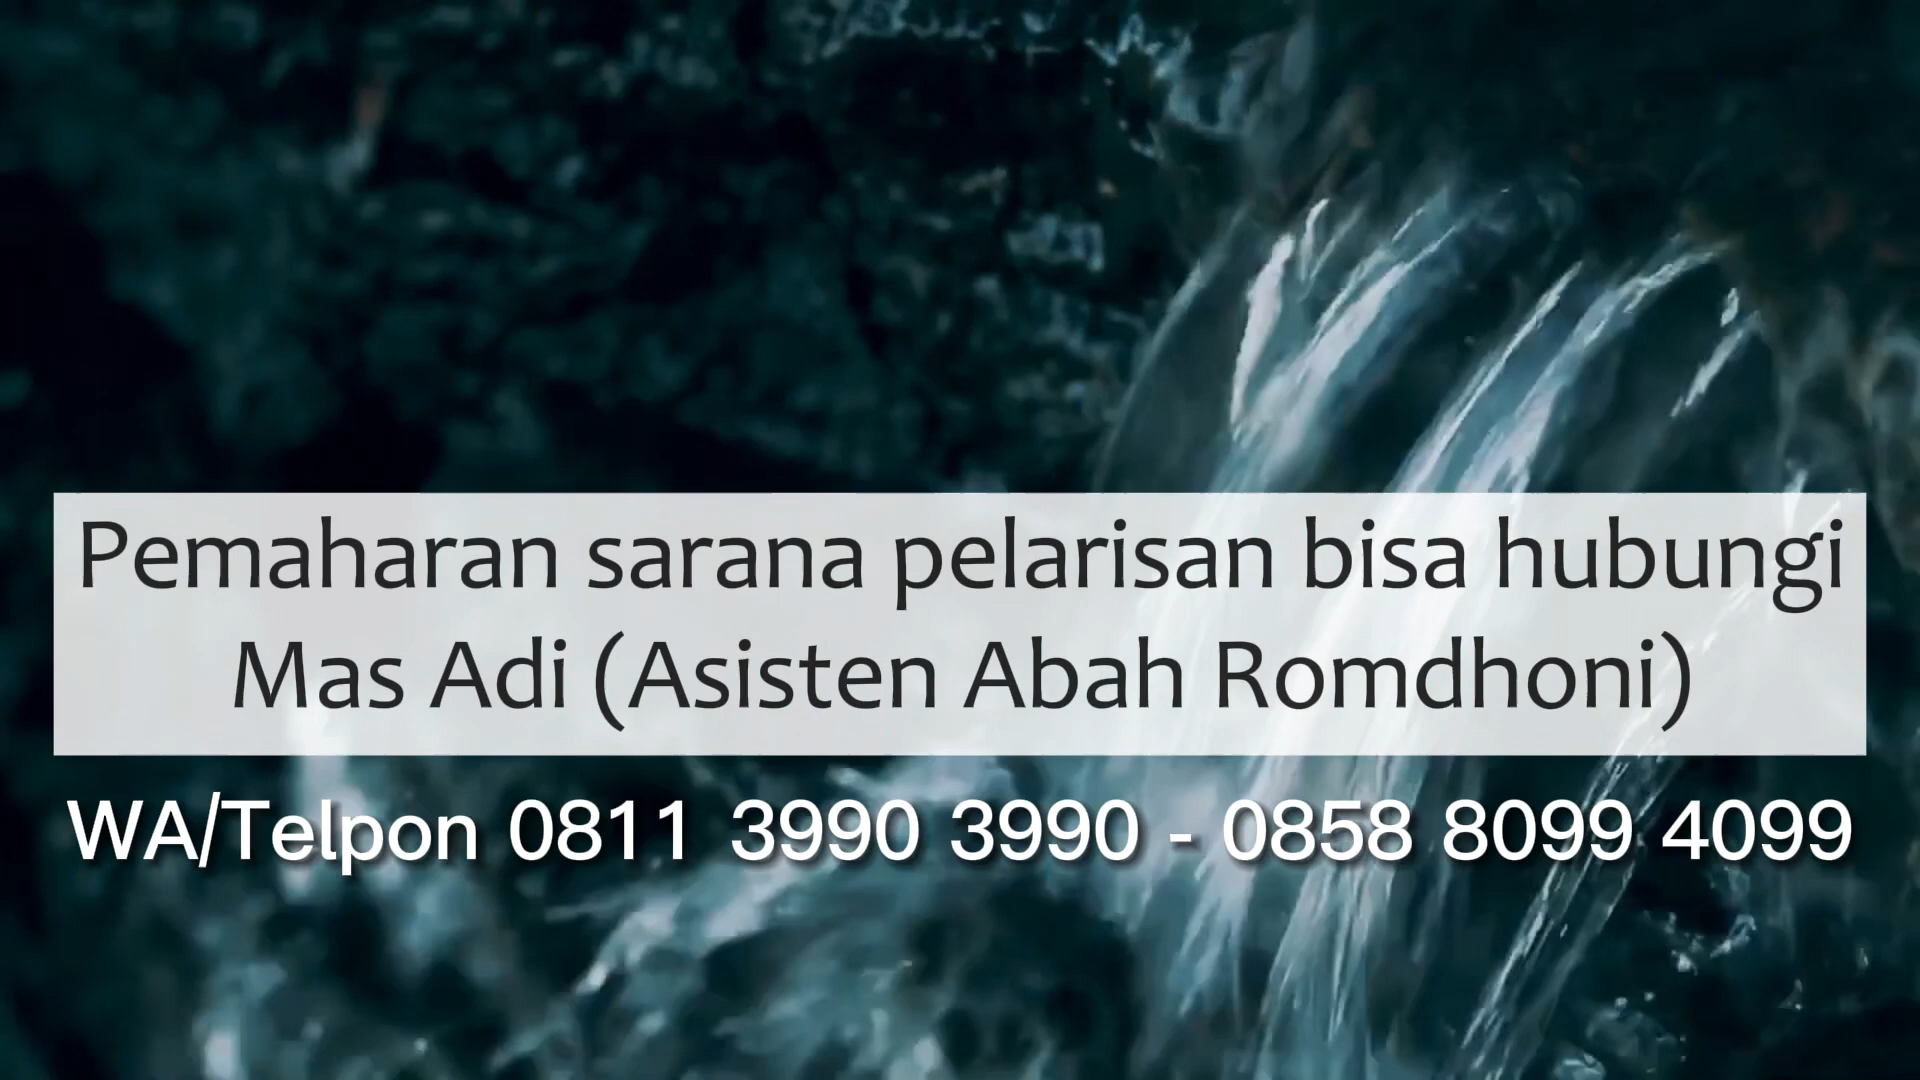 Pemaharan sarana pelarisan bisa hubungi
Mas Adi (Asisten Abah Romdhoni)
WA/Telpon 0811 3990 3990 - 0858 8099 4099